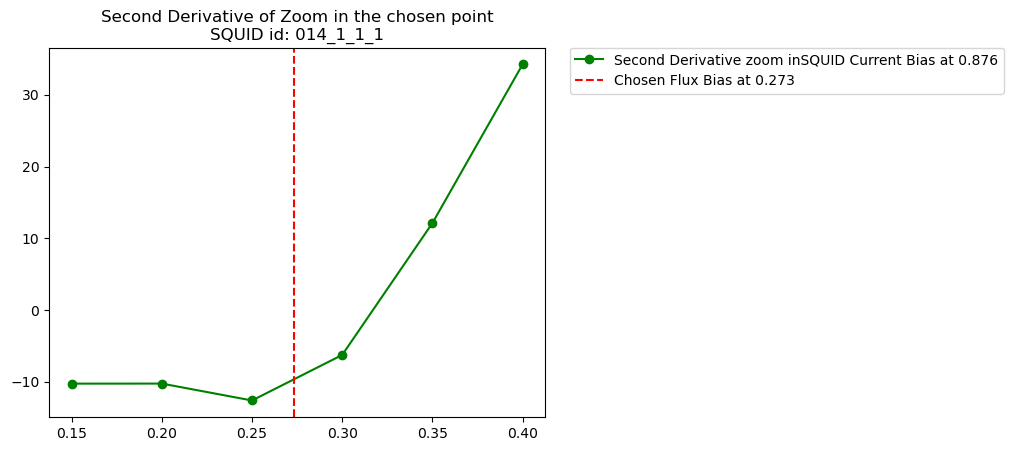 Second Derivative of Zoom in the chosen point
SQUID id: 014_1_1_1
Second Derivative zoom inSQUID Current Bias at 0.876
Chosen Flux Bias at 0.273
30
20
10
0
−10
0.15 0.20 0.25 0.30 0.35 0.40